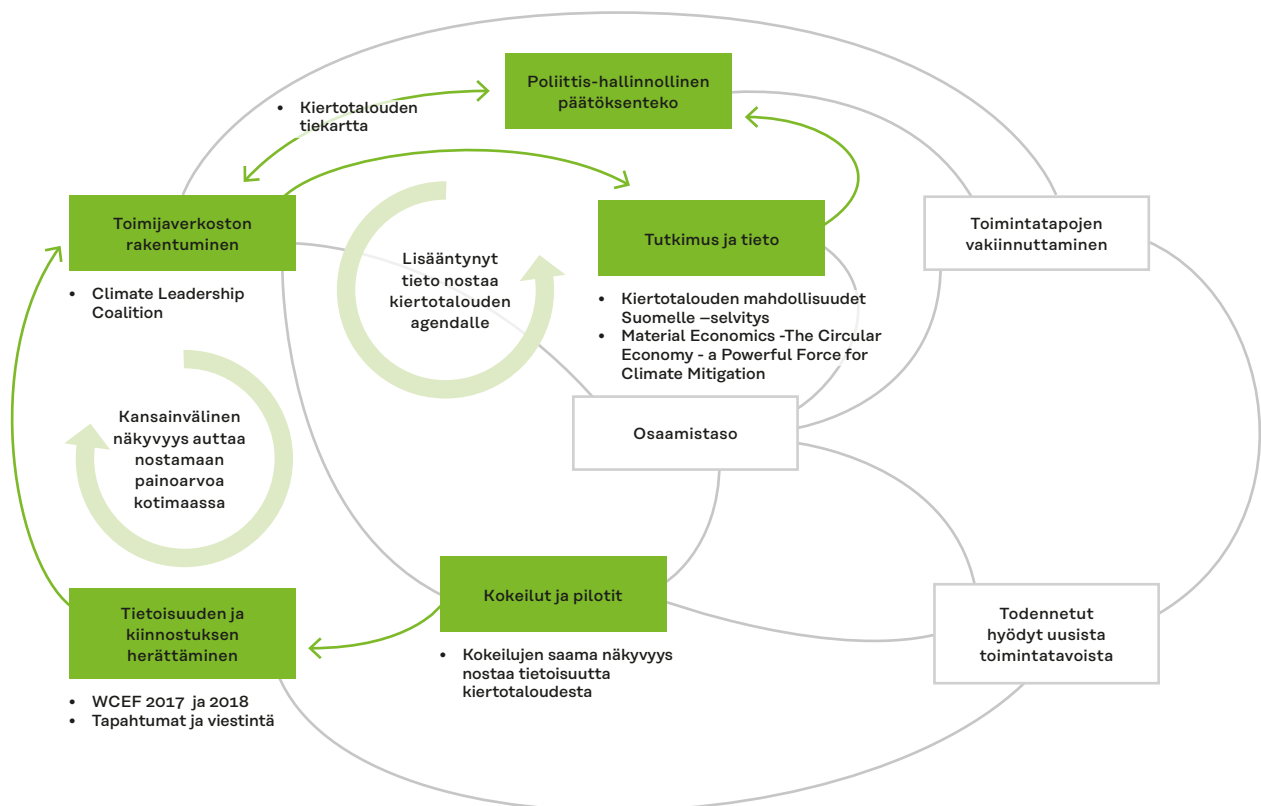 Poliittis-hallinnollinen
päätöksenteko
• Kiertotalouden
tiekartta
Toimijaverkoston
rakentuminen
• Climate Leadership
Coalition
Lisääntynyt
tieto nostaa
kiertotalouden
agendalle
Tutkimus ja tieto
• Kiertotalouden mahdollisuudet
Suomelle –selvitys
• Material Economics -The Circular
Economy - a Powerful Force for
Climate Mitigation
Toimintatapojen
vakiinnuttaminen
Kansainvälinen
näkyvyys auttaa
nostamaan
painoarvoa
kotimaassa
Osaamistaso
Tietoisuuden ja
kiinnostuksen
herättäminen
• WCEF 2017 ja 2018
• Tapahtumat ja viestintä
Kokeilut ja pilotit
• Kokeilujen saama näkyvyys
nostaa tietoisuutta
kiertotaloudesta
Todennetut
hyödyt uusista
toimintatavoista